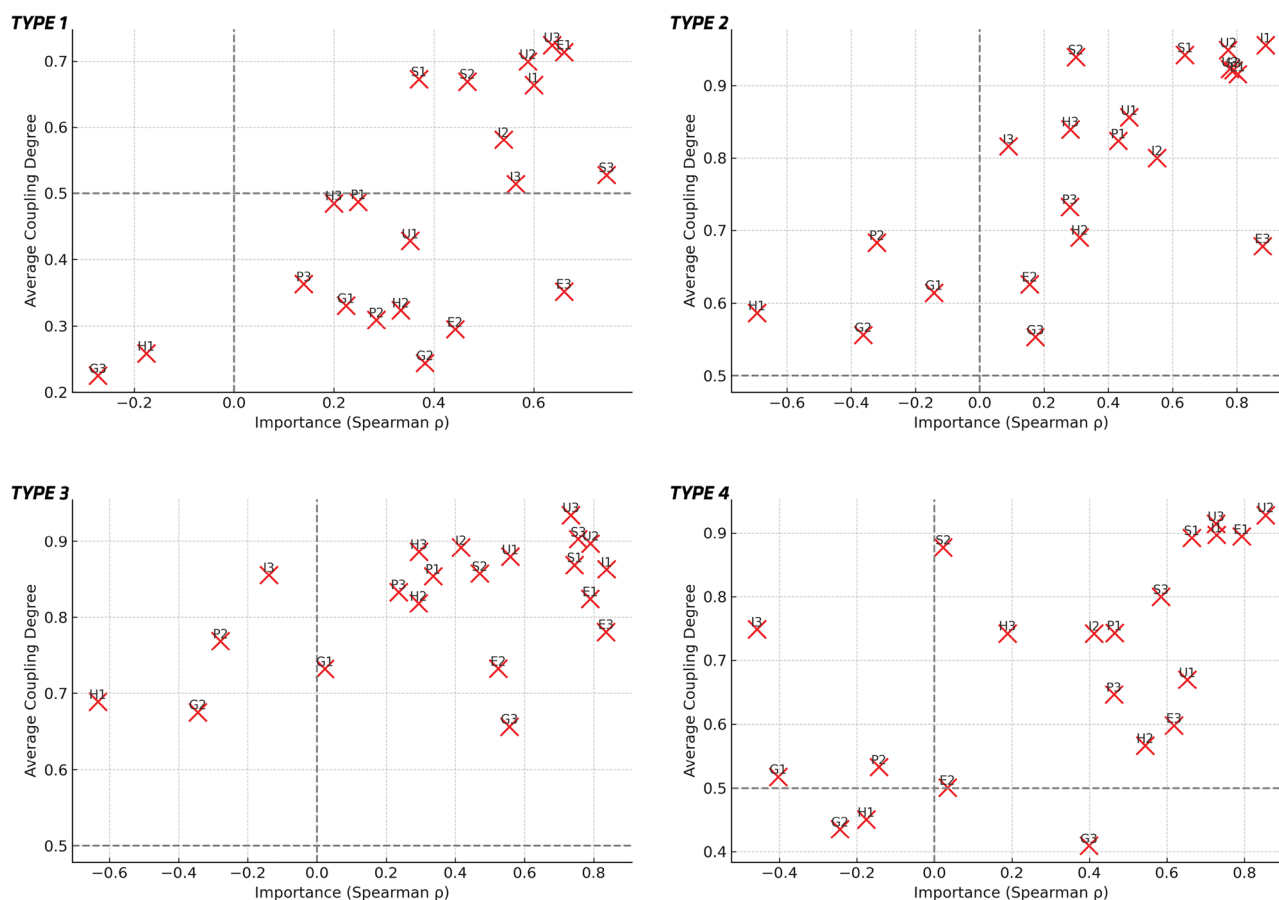 TYPE 1
U3
E1
U2
0.7
S1
S2
I1
0.6
I2
S3
I3
0.5
H3
P1
U1
0.4
P3
E3
G1
H2
P2
0.3
E2
H1
G2
G3
0.2
−0.2
0.0
0.2
0.4
0.6
Importance (Spearman ρ)
Average Coupling Degree
TYPE 2
I1
U2
S2
S1
0.9
U1
H3
P1
I3
I2
0.8
P3
0.7
H2
P2
E3
E2
G1
0.6
H1
G2
G3
0.5
−0.6
−0.4
−0.2
0.0
0.2
0.4
0.6
0.8
Importance (Spearman ρ)
Average Coupling Degree
TYPE 3
U3
S3
U2
0.9
H3
I2
U1
S1
I1
I3
P1
S2
P3
H2
E1
0.8
E3
P2
G1
E2
0.7
H1
G2
G3
0.6
0.5
−0.6
−0.4
−0.2
0.0
0.2
0.4
0.6
0.8
Importance (Spearman ρ)
Average Coupling Degree
TYPE 4
U2
U3
S1
I1
E1
0.9
S2
S3
0.8
I3
H3
I2
P1
0.7
U1
P3
0.6
E3
H2
P2
G1
E2
0.5
H1
G2
G3
0.4
−0.4
−0.2
0.0
0.2
0.4
0.6
0.8
Importance (Spearman ρ)
Average Coupling Degree